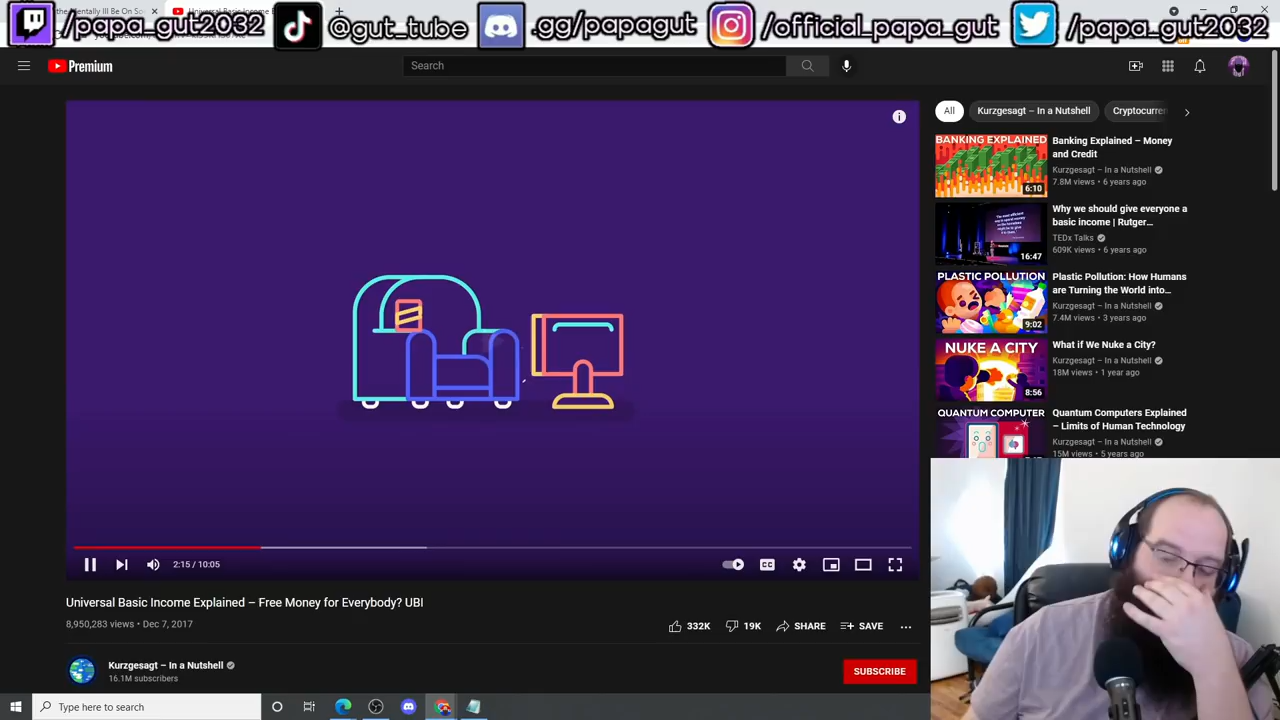 /papa_gut2032
@gut_tube
.gg/papagut
/official_papa_gut
/papa_gut2032
Premium
Search
All
Kurzgesagt – In a Nutshell
BANKING EXPLAINED
6:10
Banking Explained – Money
and Credit
Kurzgesagt – In a Nutshell
7.8M views • 6 years ago
16:47
Why we should give everyone a
basic income | Rutger…
TEDx Talks
609K views • 6 years ago
PLASTIC POLLUTION
9:02
Plastic Pollution: How Humans
are Turning the World into…
Kurzgesagt – In a Nutshell
7.4M views • 3 years ago
NUKE A CITY
8:56
What if We Nuke a City?
Kurzgesagt – In a Nutshell
18M views • 1 year ago
QUANTUM COMPUTER
Quantum Computers Explained
– Limits of Human Technology
Kurzgesagt – In a Nutshell
15M views • 5 years ago
i
2:15 / 10:05
CC
Universal Basic Income Explained – Free Money for Everybody? UBI
8,950,283 views • Dec 7, 2017
332K
19K
SHARE
SAVE
Kurzgesagt – In a Nutshell
16.1M subscribers
SUBSCRIBE
Type here to search